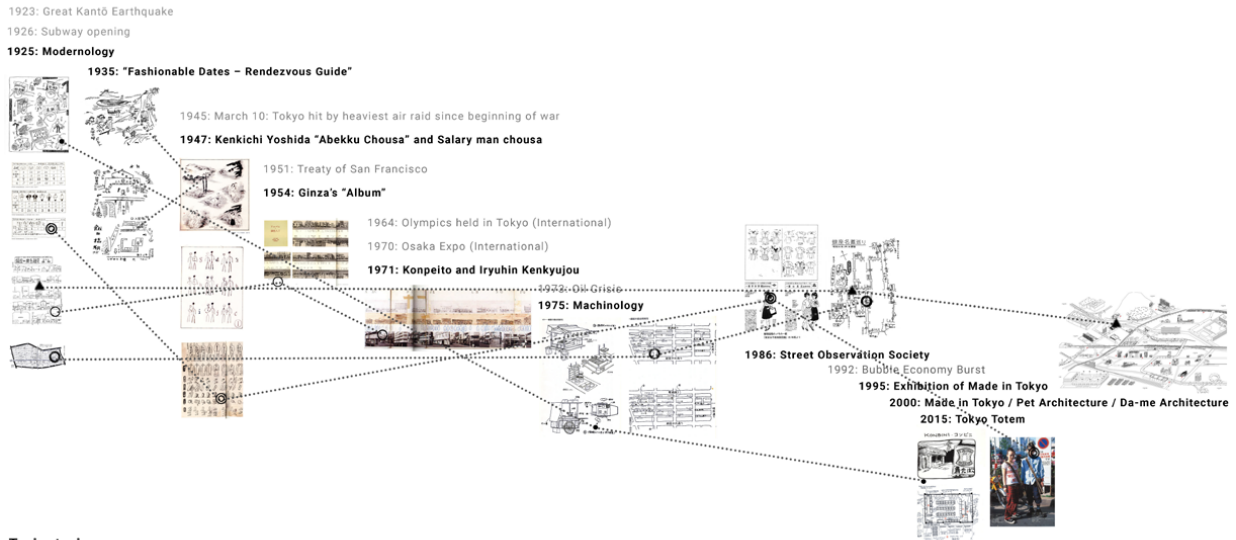 1923: Great Kantō Earthquake
1926: Subway opening
1925: Modernology
1935: “Fashionable Dates – Rendezvous Guide”
1945: March 10: Tokyo hit by heaviest air raid since beginning of war
1947: Kenkichi Yoshida “Abekku Chousa” and Salary man chousa
1951: Treaty of San Francisco
1954: Ginza’s “Album”
1964: Olympics held in Tokyo (International)
1970: Osaka Expo (International)
1971: Konpeito and Iryuhin Kenkyujou
1973: Oil Crisis
1975: Machinology
1986: Street Observation Society
1992: Bubble Economy Burst
1995: Exhibition of Made in Tokyo
2000: Made in Tokyo / Pet Architecture / Da-me Architecture
2015: Tokyo Totem